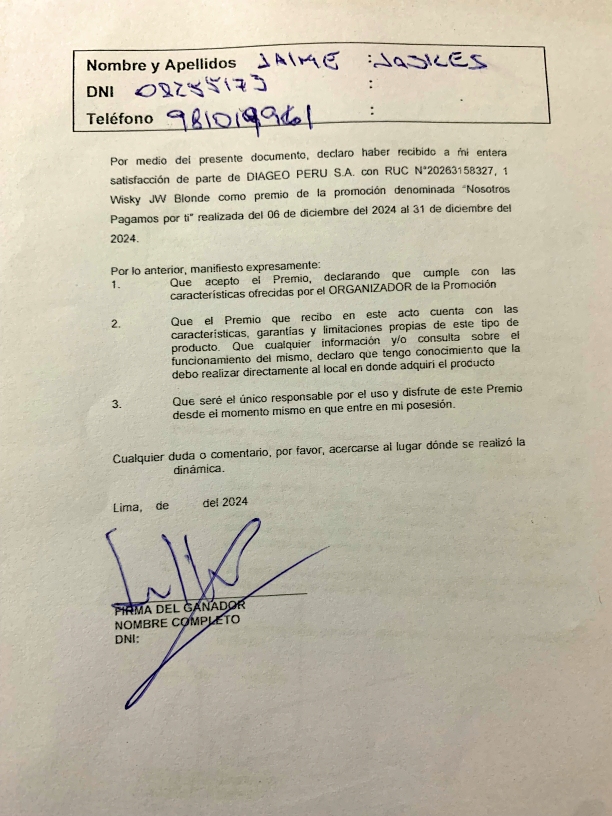 Nombre y Apellidos JAIME :
DNI :
Teléfono :
Por medio del presente documento, declaro haber recibido a mi entera
satisfacción de parte de DIAGEO PERU S.A. con RUC N°20263158327, 1
Wisky JW Blonde como premio de la promoción denominada "Nosotros
Pagamos por ti" realizada del 06 de diciembre del 2024 al 31 de diciembre del
2024.
Por lo anterior, manifiesto expresamente:
1. Que acepto el Premio, declarando que cumple con las
características ofrecidas por el ORGANIZADOR de la Promoción
2. Que el Premio que recibo en este acto cuenta con las
características, garantías y limitaciones propias de este tipo de
producto. Que cualquier información y/o consulta sobre el
funcionamiento del mismo, declaro que tengo conocimiento que la
debo realizar directamente al local en donde adquirí el producto
3. Que seré el único responsable por el uso y disfrute de este Premio
desde el momento mismo en que entre en mi posesión.
Cualquier duda o comentario, por favor, acercarse al lugar dónde se realizó la
dinámica.
Lima, de del 2024
FIRMA DEL GANADOR
NOMBRE COMPLETO
DNI: